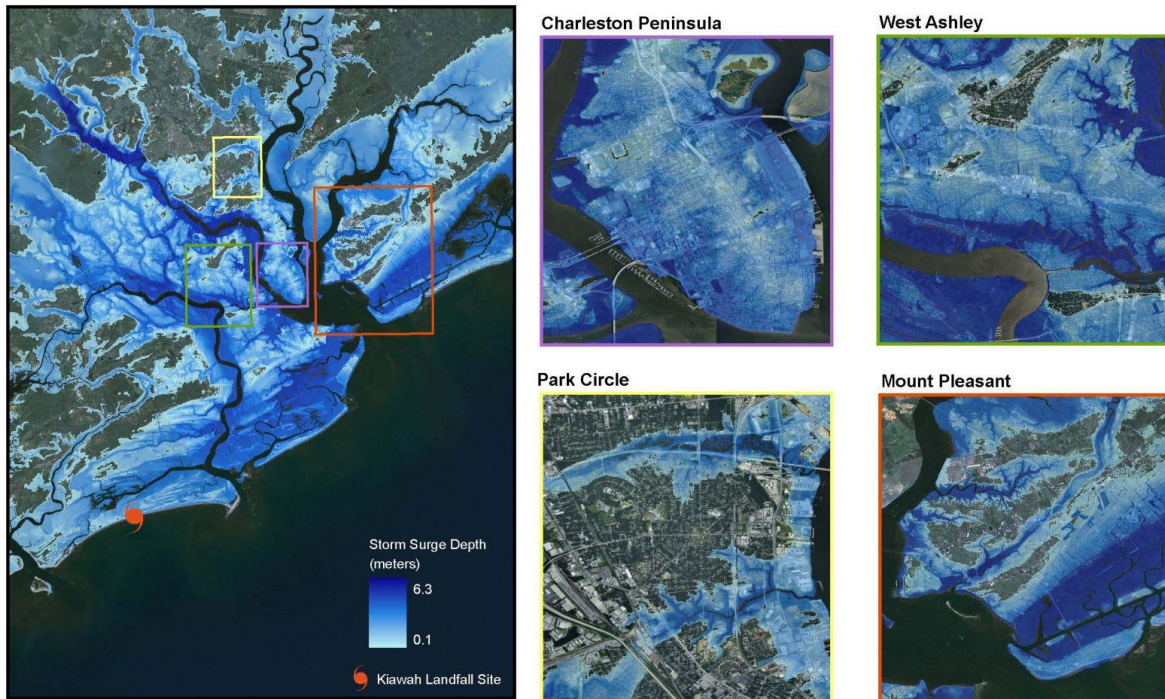 Charleston Peninsula
West Ashley
Park Circle
Mount Pleasant
Storm Surge Depth
(meters)
6.3
0.1
Kiawah Landfall Site